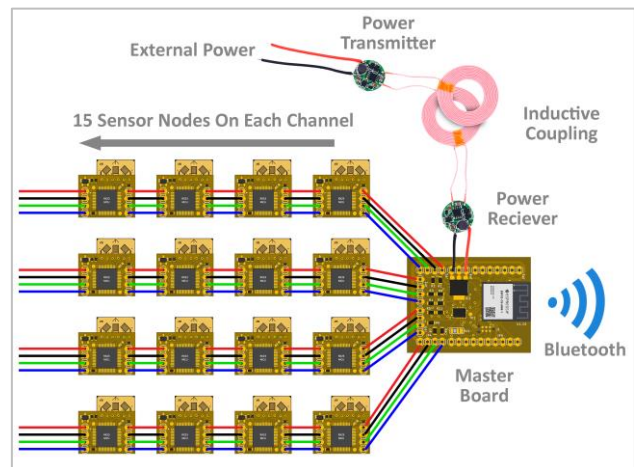 Power
Transmitter
External Power
15 Sensor Nodes On Each Channel
Inductive
Coupling
Power
Reciever
Bluetooth
Master
Board